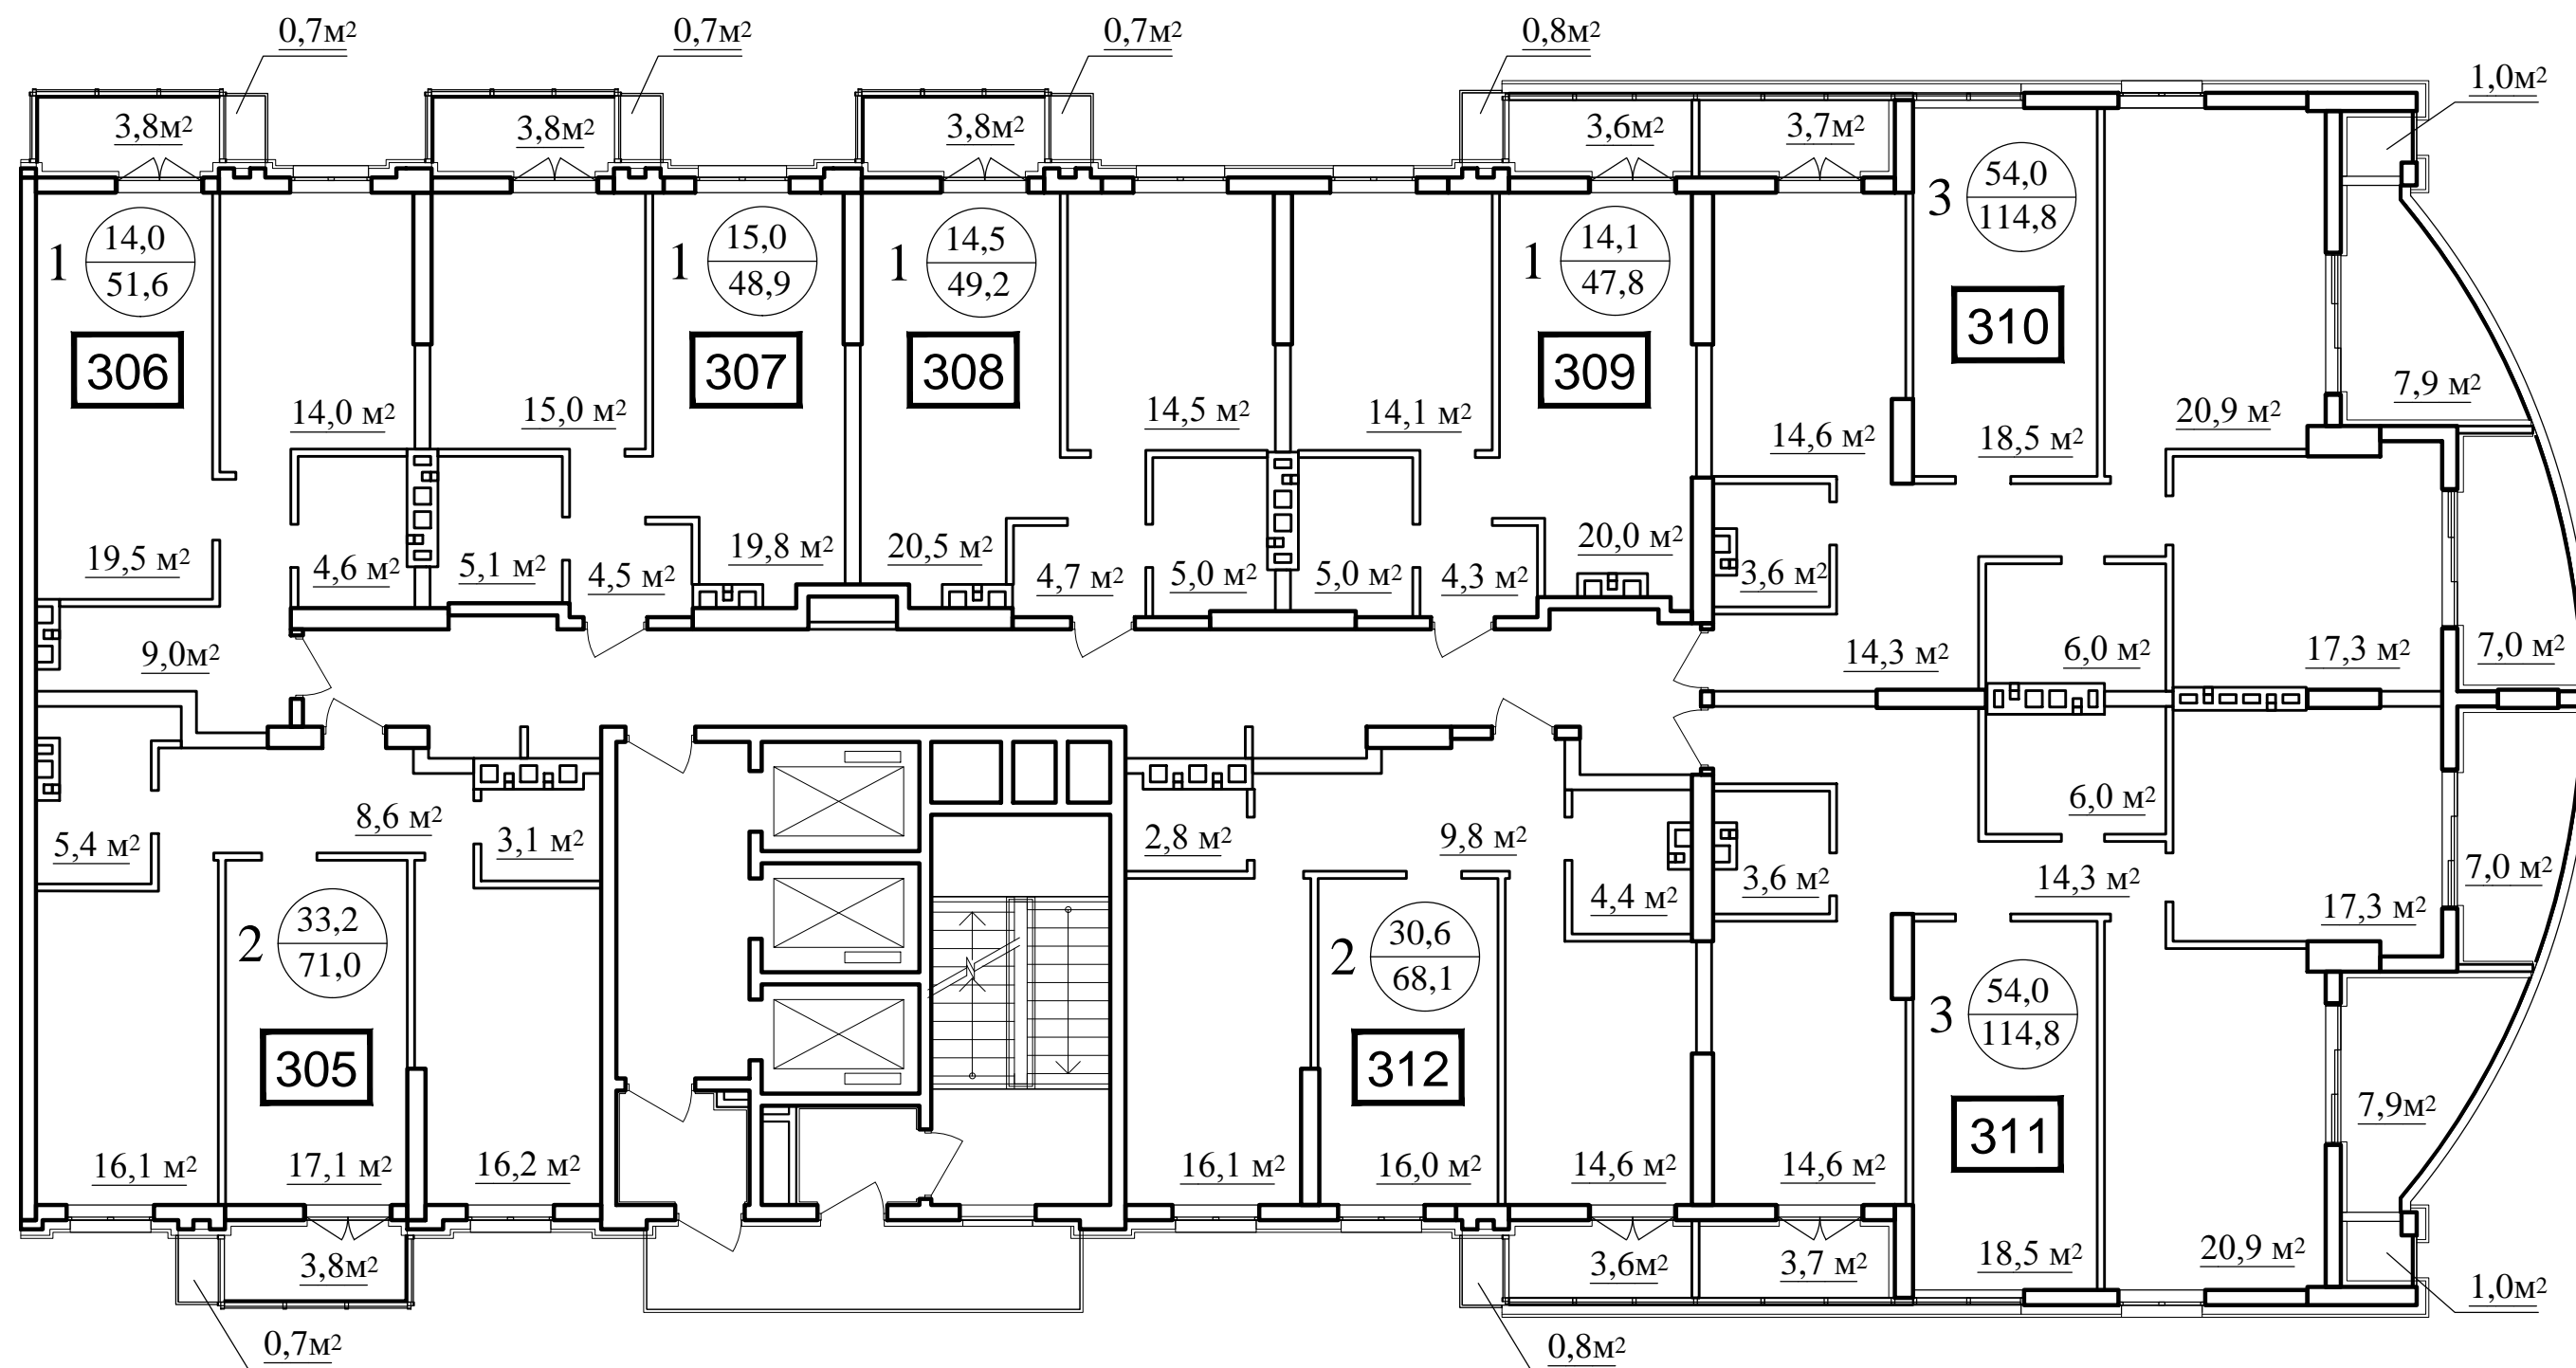 0,7м²
0,7м²
0,7м²
0,8м²
1,0м²
3,8м²
3,8м²
3,8м²
3,6м²
3,7м²
1
14,0
51,6
306
14,0 м²
19,5 м²
4,6 м²
9,0м²
15,0 м²
1
15,0
48,9
307
5,1 м²
4,5 м²
19,8 м²
1
14,5
49,2
308
14,5 м²
20,5 м²
4,7 м²
5,0 м²
14,1 м²
1
14,1
47,8
309
5,0 м²
4,3 м²
20,0 м²
3
54,0
114,8
310
14,6 м²
18,5 м²
20,9 м²
7,9 м²
3,6 м²
14,3 м²
6,0 м²
17,3 м²
7,0 м²
5,4 м²
8,6 м²
3,1 м²
2
33,2
71,0
305
16,1 м²
17,1 м²
16,2 м²
3,8м²
0,7м²
2,8 м²
9,8 м²
4,4 м²
2
30,6
68,1
312
16,1 м²
16,0 м²
14,6 м²
3,6м²
0,8м²
6,0 м²
3,6 м²
14,3 м²
17,3 м²
7,0 м²
3
54,0
114,8
311
7,9м²
14,6 м²
18,5 м²
20,9 м²
3,7 м²
1,0м²